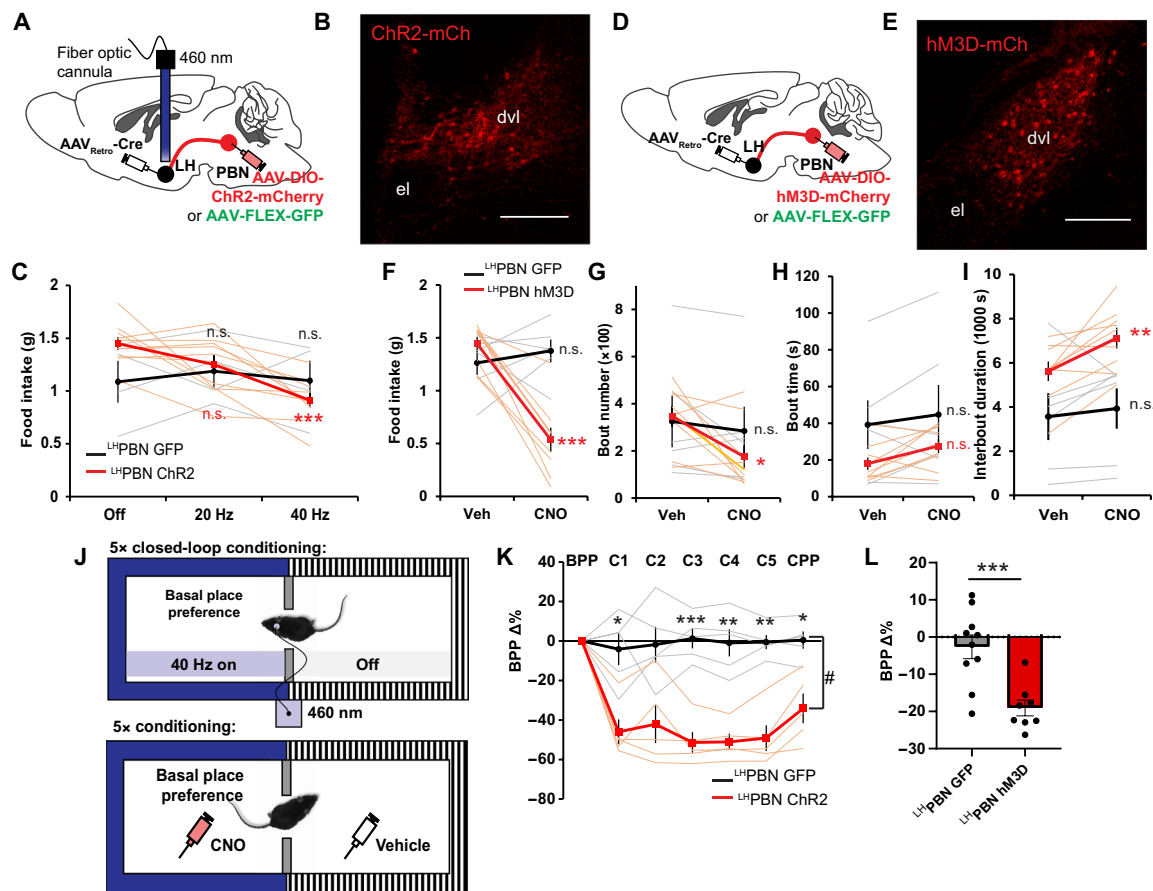 A
Fiber optic
cannula
460 nm
AAVRetro-Cre
LH
PBN
AAV-DIO-
ChR2-mCherry
or AAV-FLEX-GFP
B
ChR2-mCh
dvl
el
D
AAVRetro-Cre
LH
PBN
AAV-DIO-
hM3D-mCherry
or AAV-FLEX-GFP
E
hM3D-mCh
dvl
el
C
Food intake (g)
2
1.5
1
0.5
0
n.s.
n.s.
n.s.
***
LHPBN GFP
LHPBN ChR2
Off 20 Hz 40 Hz
F
Food intake (g)
2
1.5
1
0.5
0
LHPBN GFP
LHPBN hM3D
n.s.
***
Veh CNO
G
Bout number (×100)
8
6
4
2
0
n.s.
*
Veh CNO
H
Bout time (s)
120
100
80
60
40
20
0
n.s.
n.s.
Veh CNO
I
Interbout duration (1000 s)
10
8
6
4
2
0
**
n.s.
Veh CNO
J
5× closed-loop conditioning:
Basal place
preference
40 Hz on
Off
460 nm
5× conditioning:
Basal place
preference
CNO
Vehicle
K
BPP C1 C2 C3 C4 C5 CPP
BPP Δ%
40
20
0
−20
−40
−60
−80
* *** ** ** *
#
LHPBN GFP
LHPBN ChR2
L
BPP Δ%
20
10
0
−10
−20
−30
***
LHPBN GFP
LHPBN hM3D